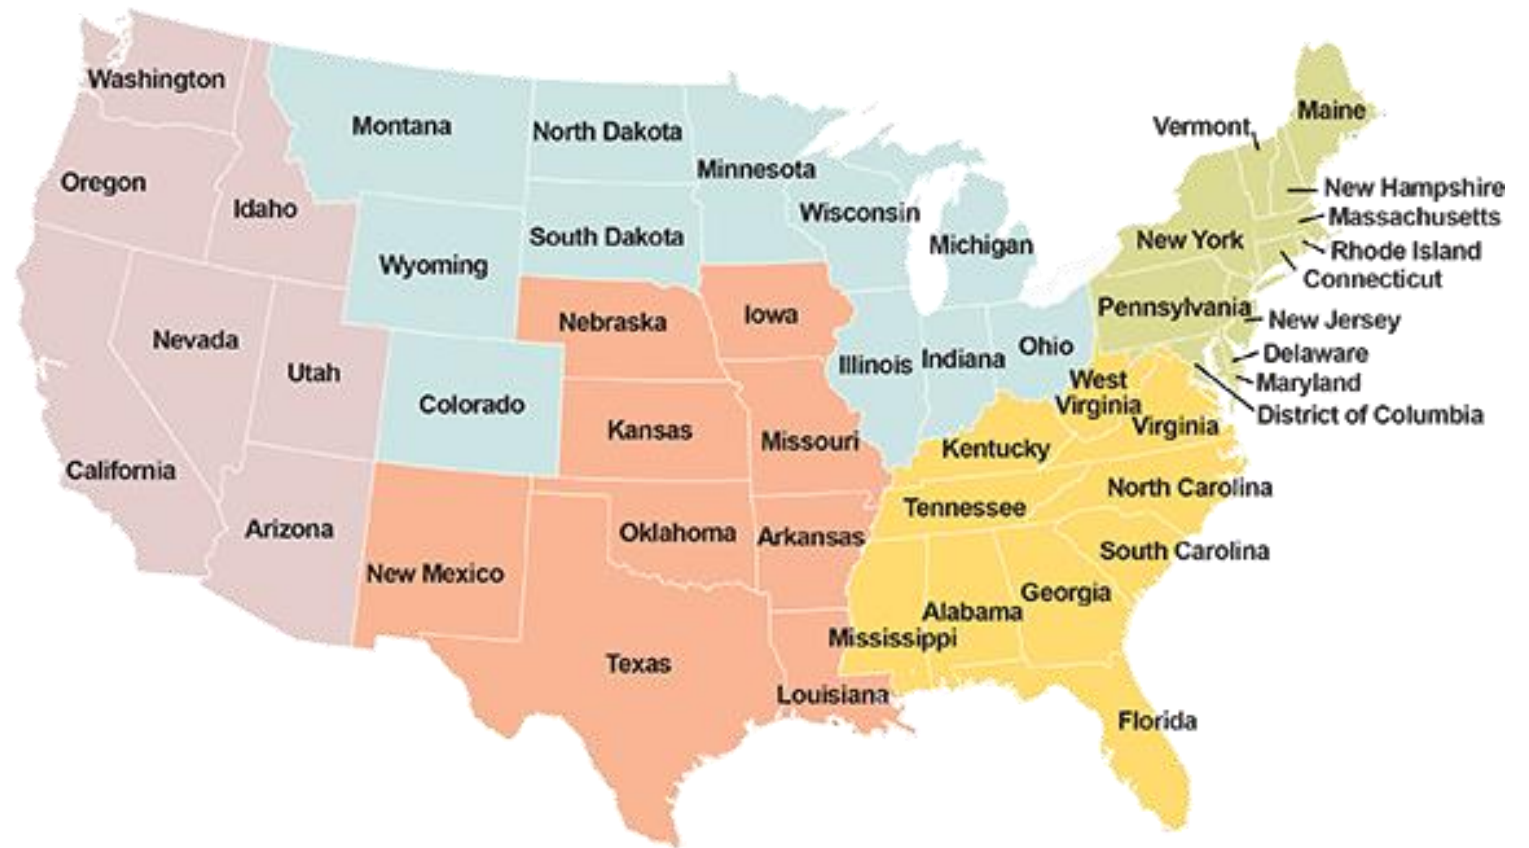 Washington
Montana
North Dakota
Minnesota
Maine
Vermont
Oregon
Idaho
Wisconsin
New Hampshire
Massachusetts
South Dakota
Michigan
New York
Rhode Island
Wyoming
Connecticut
Nebraska
Iowa
Pennsylvania
New Jersey
Nevada
Utah
Illinois
Indiana
Ohio
Delaware
Maryland
Colorado
West
Virginia
District of Columbia
Kansas
Missouri
Kentucky
Virginia
California
Arizona
Oklahoma
Arkansas
Tennessee
North Carolina
New Mexico
South Carolina
Georgia
Alabama
Mississippi
Texas
Louisiana
Florida